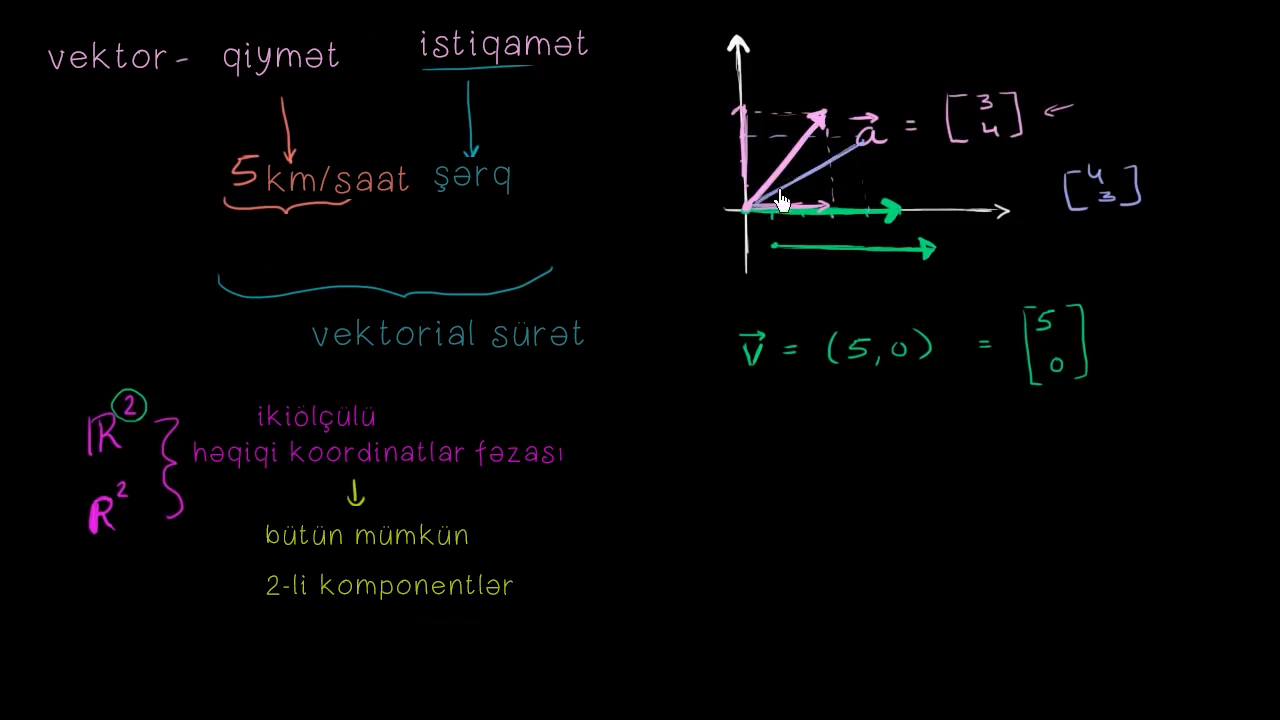 vektor - qiymət istiqamət
5 km/saat şərq
vektorial sürət
ℝ² ikiölçülü
həqiqi koordinatlar fəzası
R²
bütün mümkün
2-li komponentlər
a⃗ = [3 4]
[4 3]
v⃗ = (5,0) = [5 0]